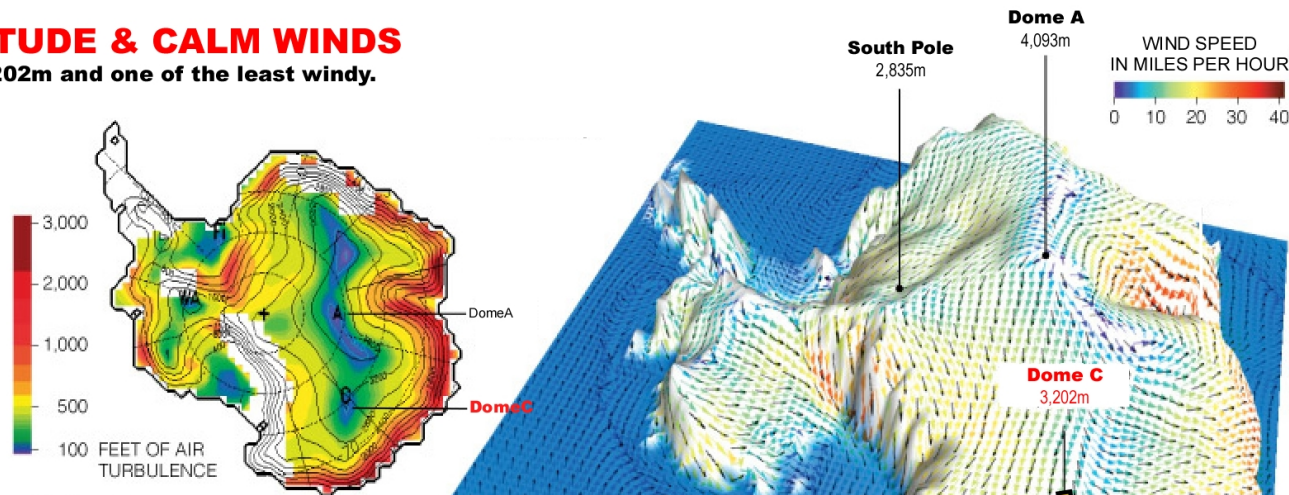 TUDE & CALM WINDS
202m and one of the least windy.
Dome A
4,093m
South Pole
2,835m
WIND SPEED
IN MILES PER HOUR
0 10 20 30 40
3,000
2,000
1,000
500
100
FEET OF AIR
TURBULENCE
A
C
DomeA
DomeC
Dome C
3,202m